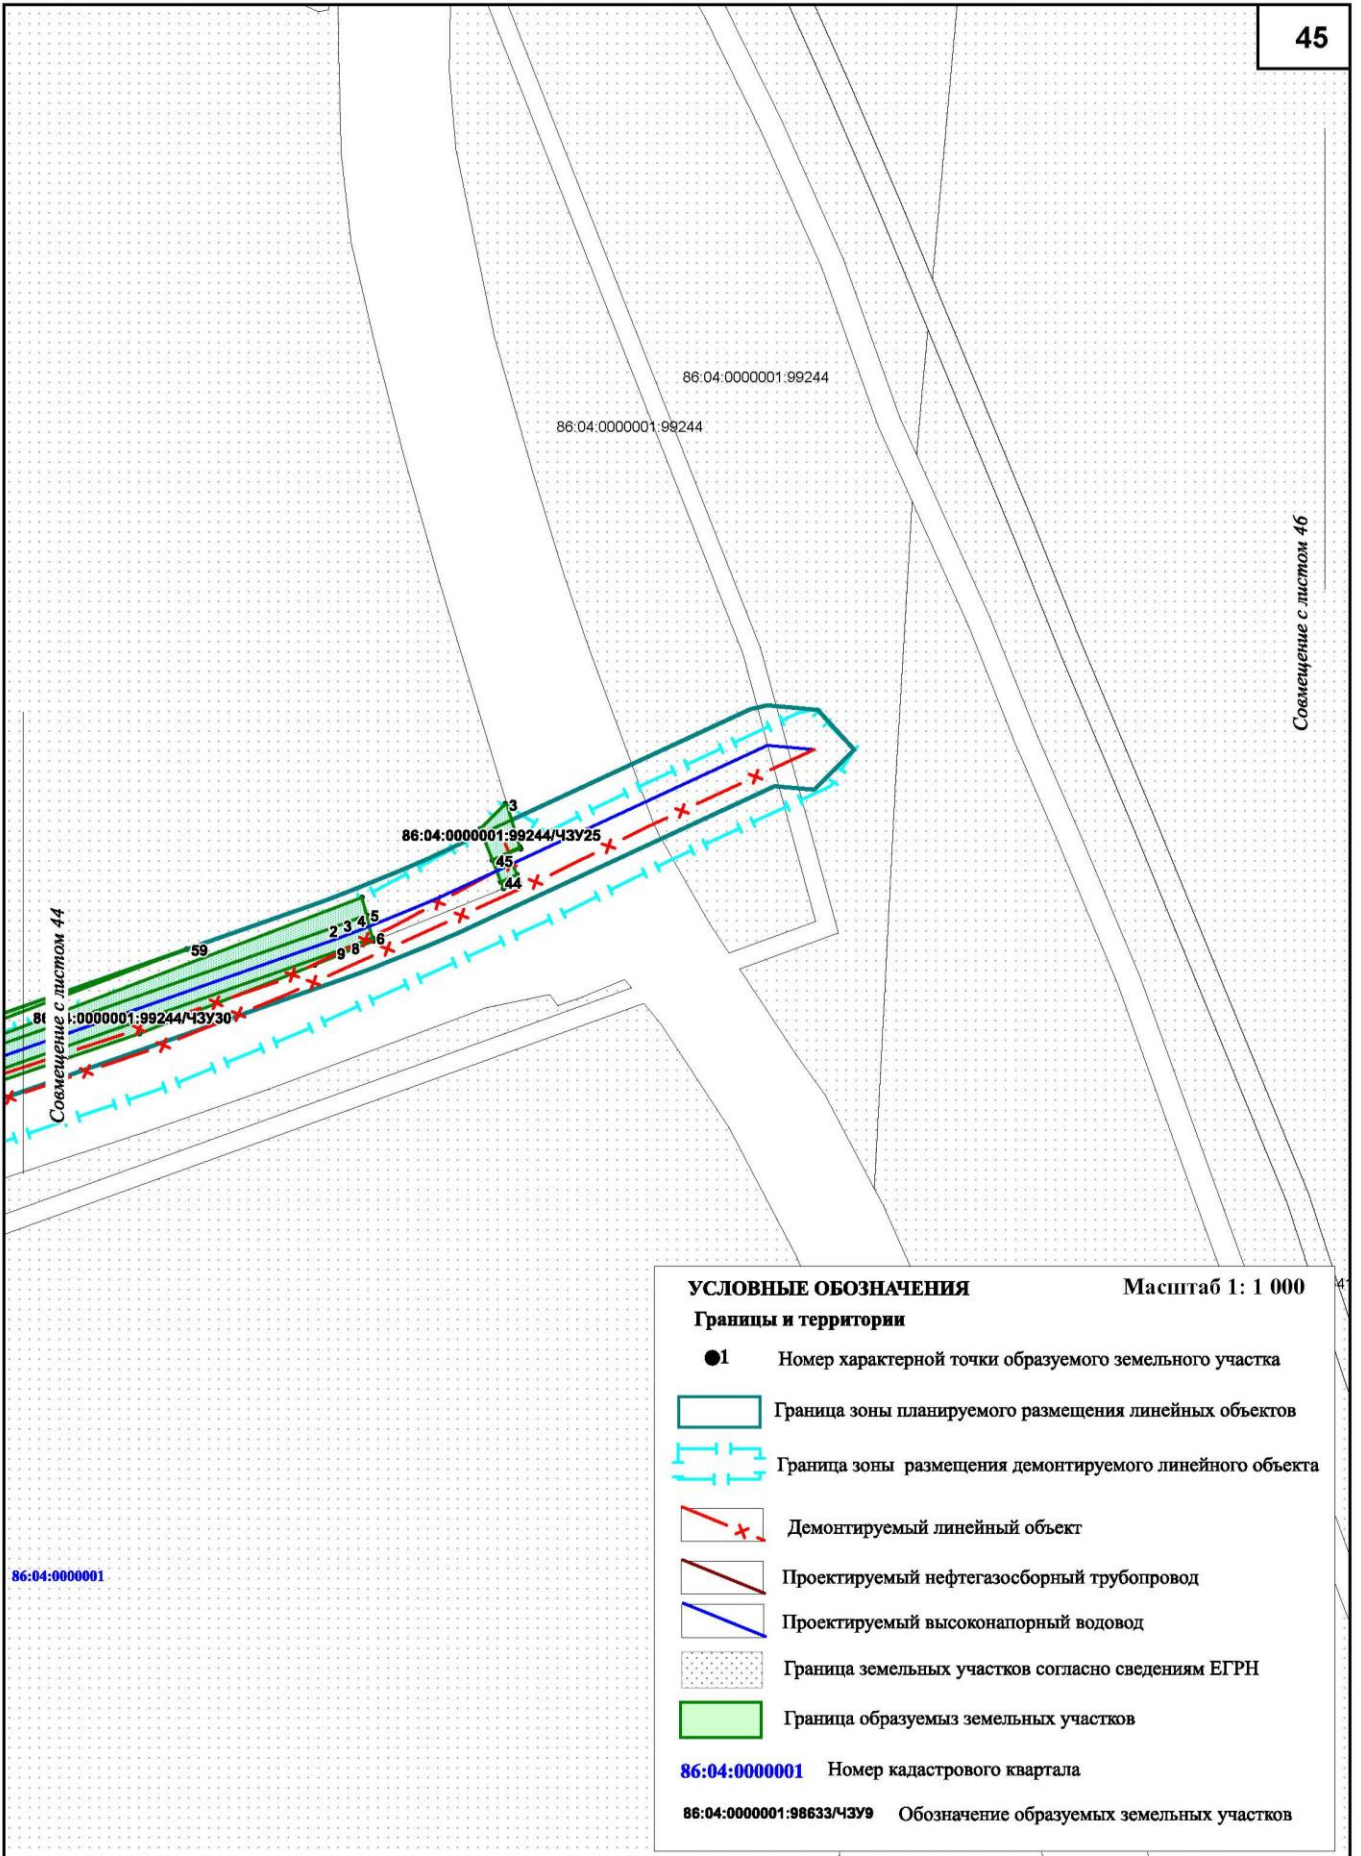 45
86:04:0000001:99244
86:04:0000001:99244
Совмещение с листом 46
3
86:04:0000001:99244/ЧЗУ25
45
44
5
2 3 4
6
9 8
59
:0000001:99244/ЧЗУ30
Совмещение с листом 44
УСЛОВНЫЕ ОБОЗНАЧЕНИЯ Масштаб 1: 1 000
Границы и территории
1 Номер характерной точки образуемого земельного участка
Граница зоны планируемого размещения линейных объектов
Граница зоны размещения демонтируемого линейного объекта
Демонтируемый линейный объект
Проектируемый нефтегазосборный трубопровод
Проектируемый высоконапорный водовод
Граница земельных участков согласно сведениям ЕГРН
Граница образуемыз земельных участков
86:04:0000001 Номер кадастрового квартала
86:04:0000001:98633/ЧЗУ9 Обозначение образуемых земельных участков
86:04:0000001